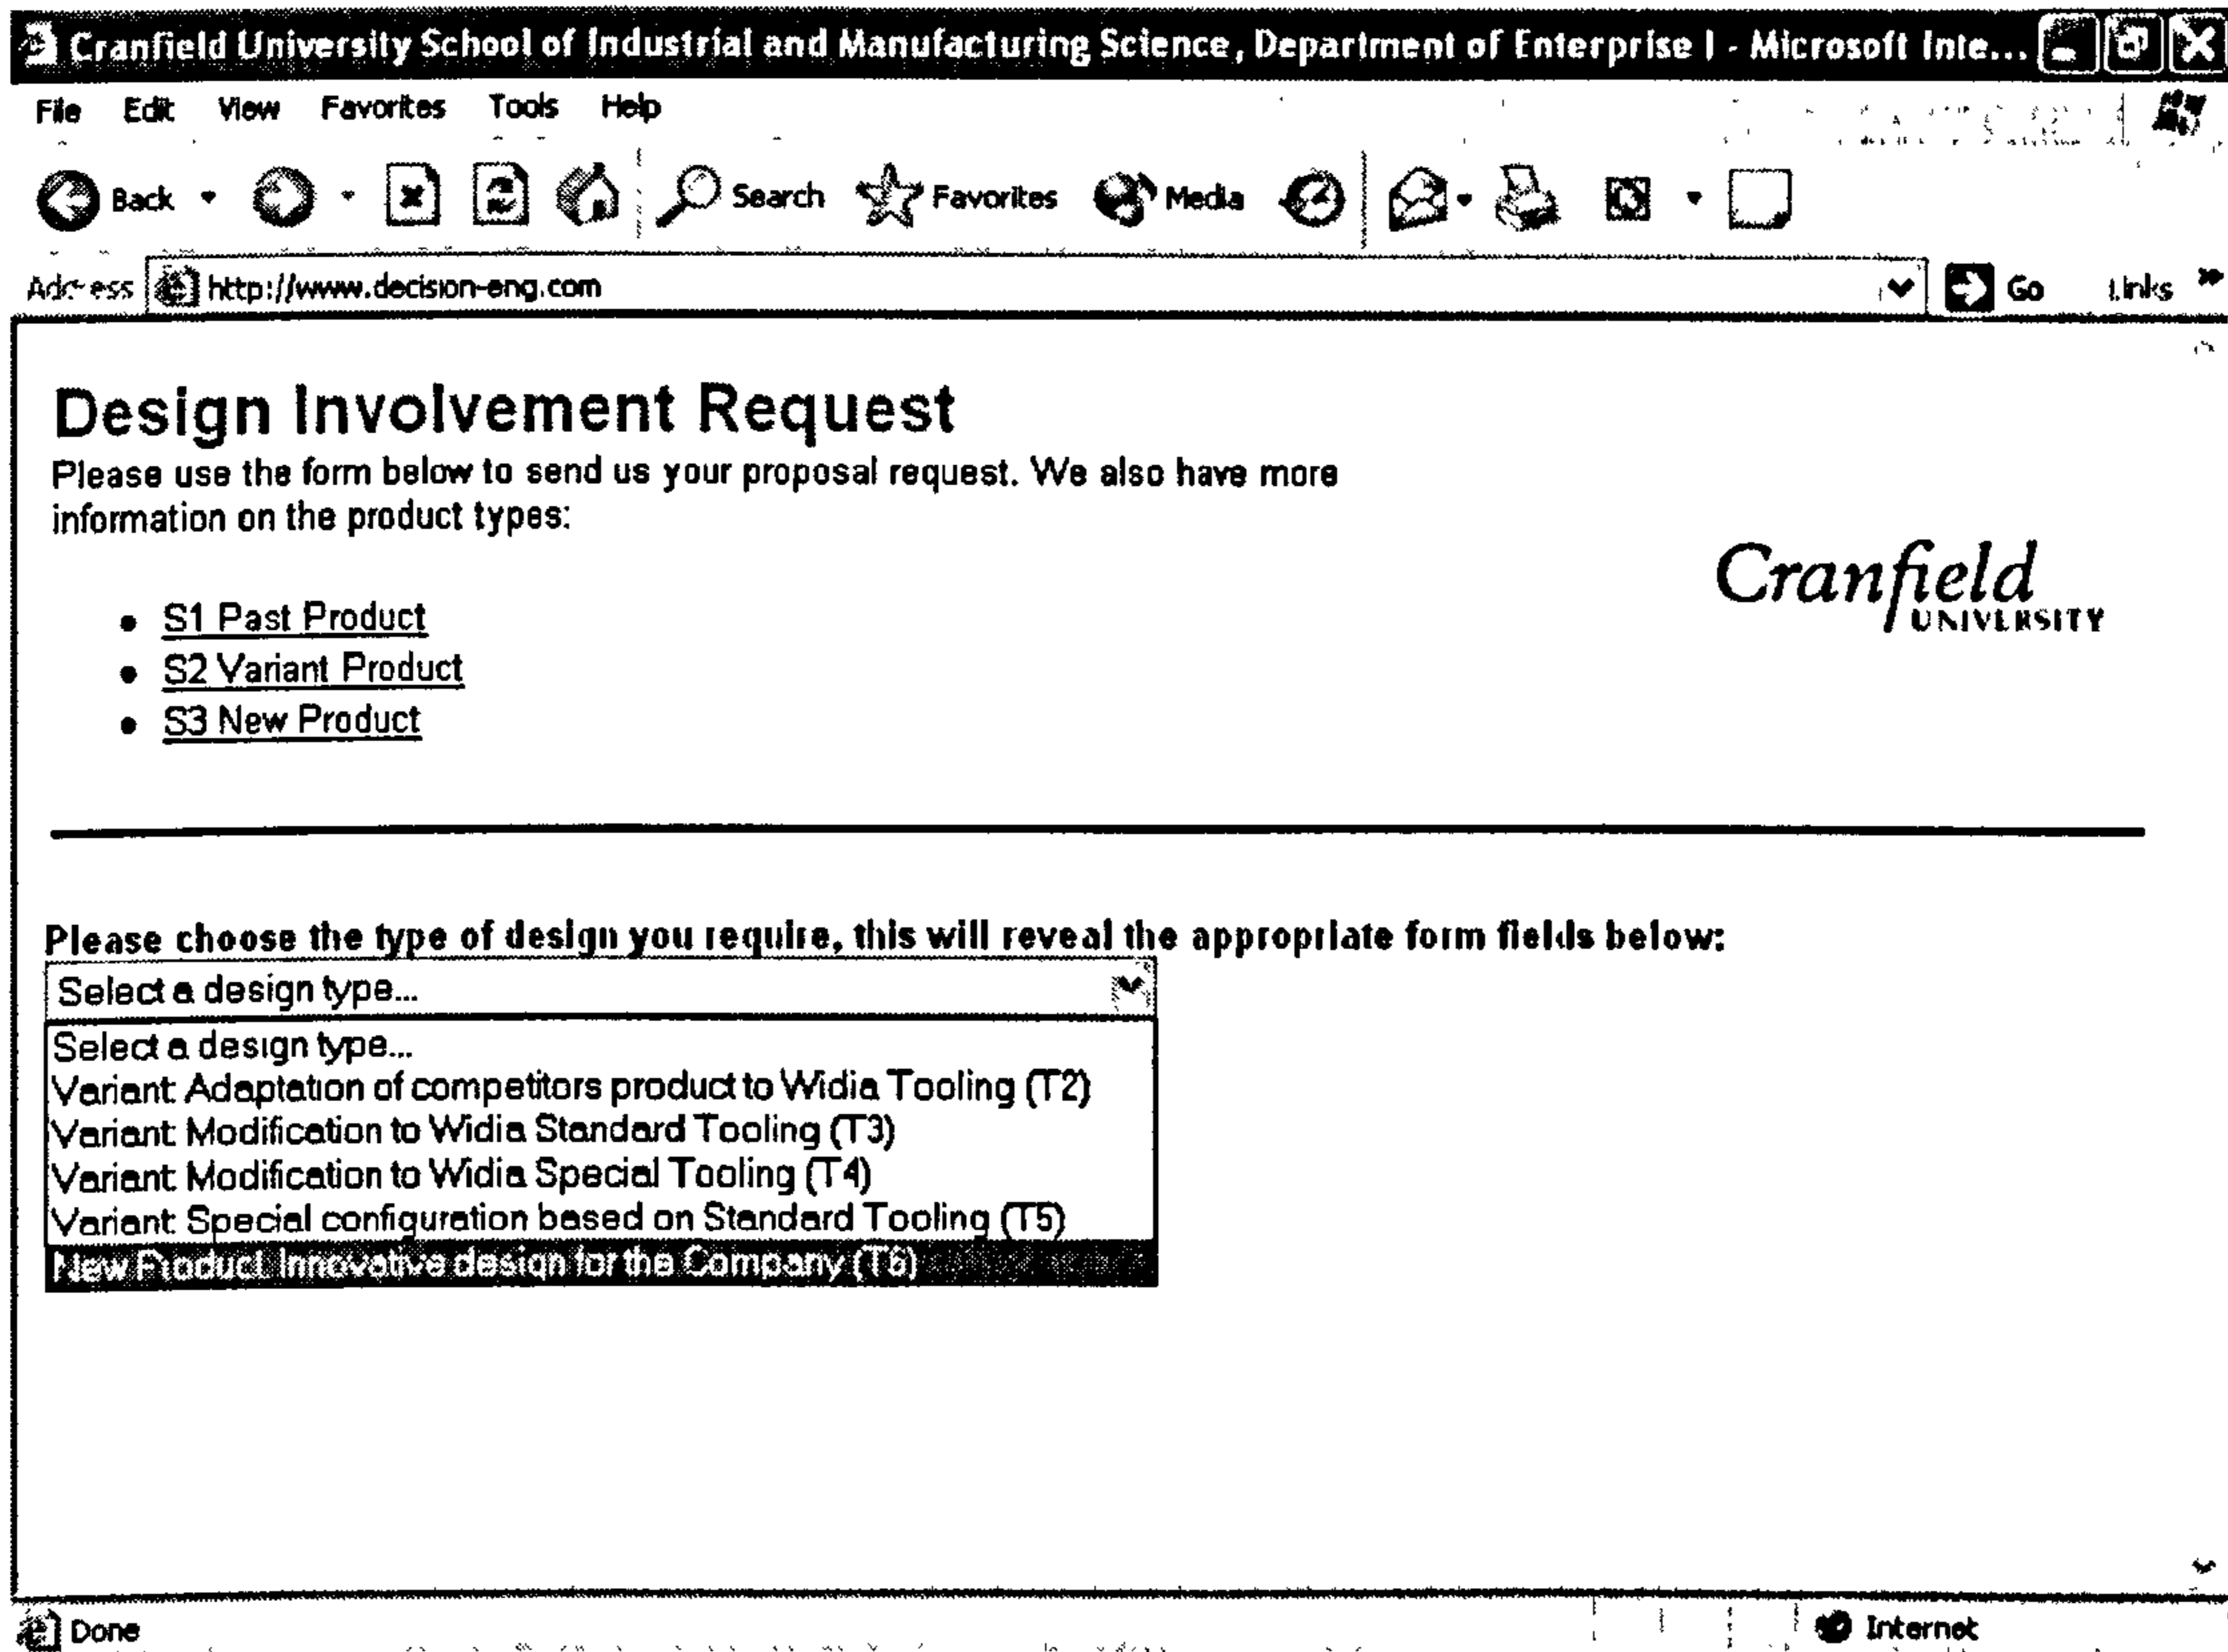 Cranfield University School of Industrial and Manufacturing Science, Department of Enterprise I - Microsoft Inte...
File Edit View Favorites Tools Help
Back Search Favorites Media
Address http://www.decision-eng.com Go Links
Design Involvement Request
Please use the form below to send us your proposal request. We also have more
information on the product types:
Cranfield
UNIVERSITY
• S1 Past Product
• S2 Variant Product
• S3 New Product
Please choose the type of design you require, this will reveal the appropriate form fields below:
Select a design type...
Select a design type...
Variant: Adaptation of competitors product to Widia Tooling (T2)
Variant: Modification to Widia Standard Tooling (T3)
Variant: Modification to Widia Special Tooling (T4)
Variant: Special configuration based on Standard Tooling (T5)
New Product: Innovative design for the Company (T6)
Done Internet